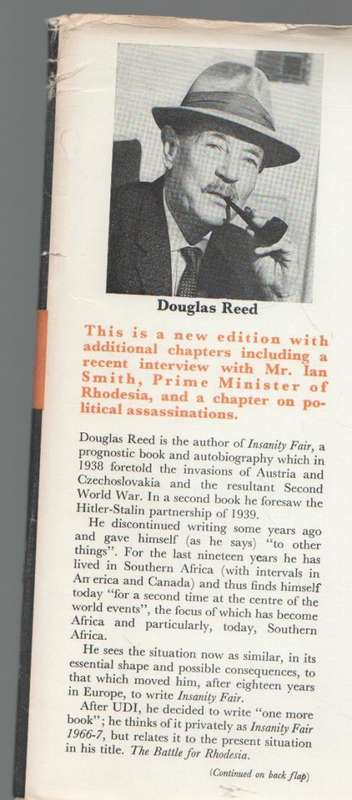 Douglas Reed
This is a new edition with
additional chapters including a
recent interview with Mr. Ian
Smith, Prime Minister of
Rhodesia, and a chapter on po-
litical assassinations.
Douglas Reed is the author of Insanity Fair, a
prognostic book and autobiography which in
1938 foretold the invasions of Austria and
Czechoslovakia and the resultant Second
World War. In a second book he foresaw the
Hitler-Stalin partnership of 1939.
He discontinued writing some years ago
and gave himself (as he says) "to other
things". For the last nineteen years he has
lived in Southern Africa (with intervals in
An erica and Canada) and thus finds himself
today "for a second time at the centre of the
world events", the focus of which has become
Africa and particularly, today, Southern
Africa.
He sees the situation now as similar, in its
essential shape and possible consequences, to
that which moved him, after eighteen years
in Europe, to write Insanity Fair.
After UDI, he decided to write "one more
book"; he thinks of it privately as Insanity Fair
1966-7, but relates it to the present situation
in his title. The Battle for Rhodesia.
(Continued on back flap)